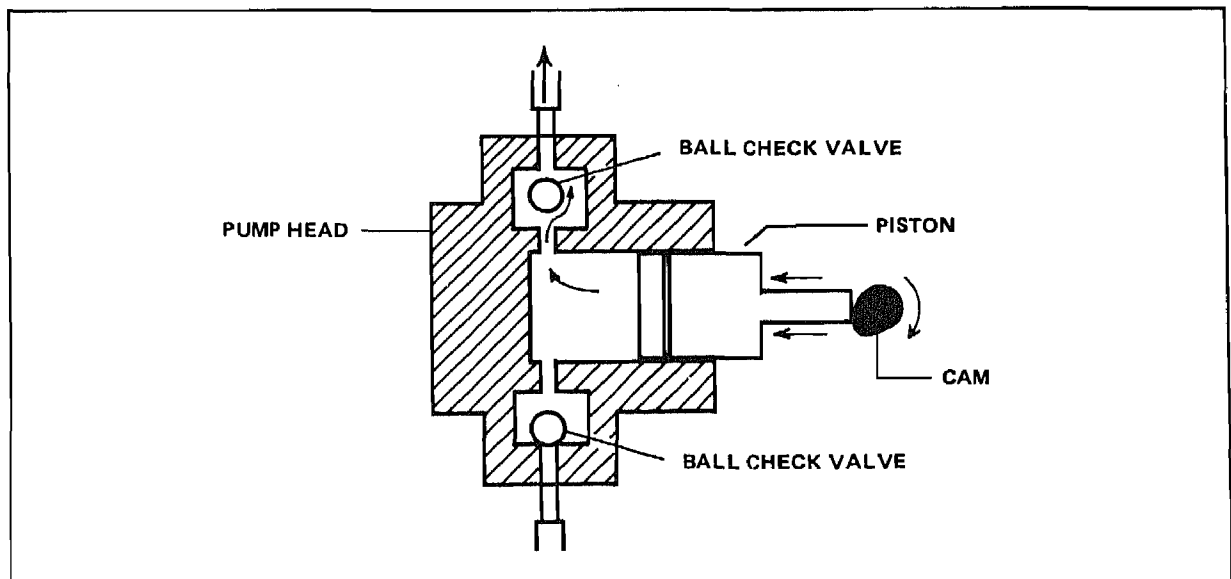 BALL CHECK VALVE
PUMP HEAD
PISTON
CAM
BALL CHECK VALVE